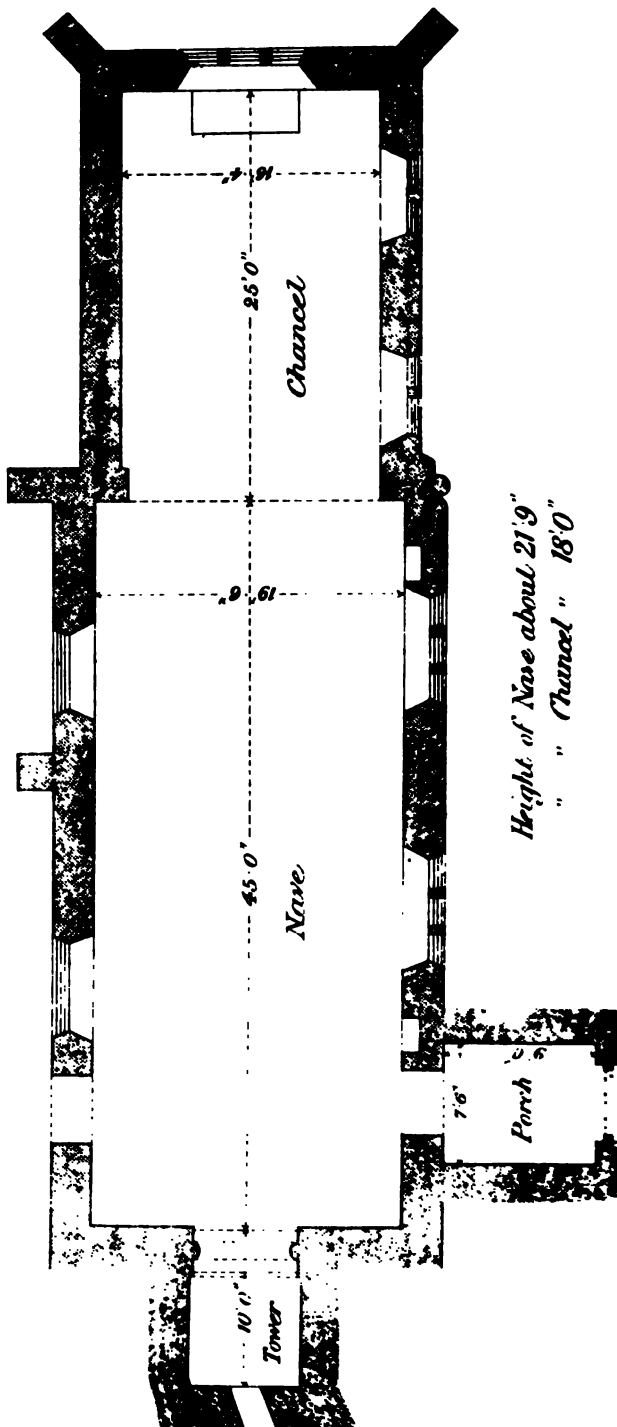 16' 4"
25'0"
Chancel
19' 6"
45'0"
Nave
Height of Nave about 21'9"
" " Chancel " 18'0"
7'6"
Porch
10'0"
Tower